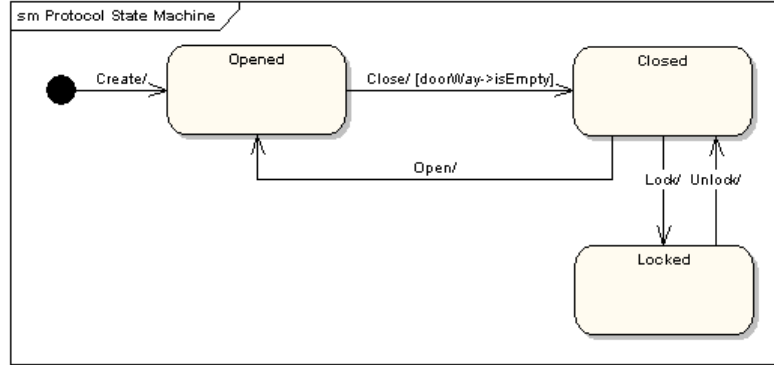 sm Protocol State Machine
Opened
Closed
Create/
Close/ [doorWay->isEmpty]
Open/
Lock/
Unlock/
Locked